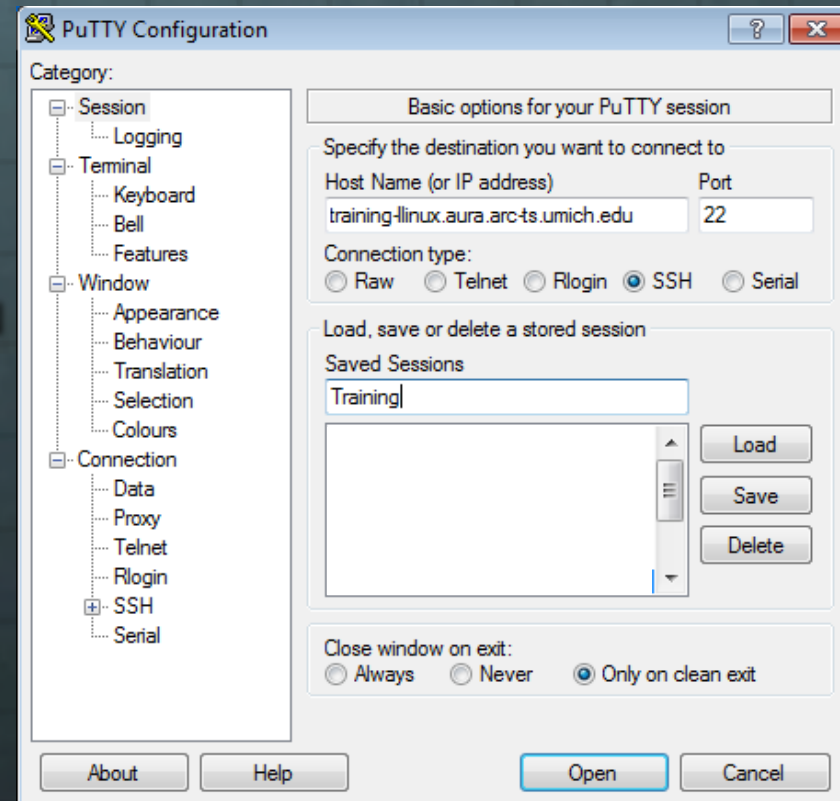 PuTTY Configuration
Category:
Session
Logging
Terminal
Keyboard
Bell
Features
Window
Appearance
Behaviour
Translation
Selection
Colours
Connection
Data
Proxy
Telnet
Rlogin
SSH
Serial
Basic options for your PuTTY session
Specify the destination you want to connect to
Host Name (or IP address) Port
training-llinux.aura.arc-ts.umich.edu 22
Connection type:
Raw Telnet Rlogin SSH Serial
Load, save or delete a stored session
Saved Sessions
Training
Load
Save
Delete
Close window on exit:
Always Never Only on clean exit
About Help Open Cancel